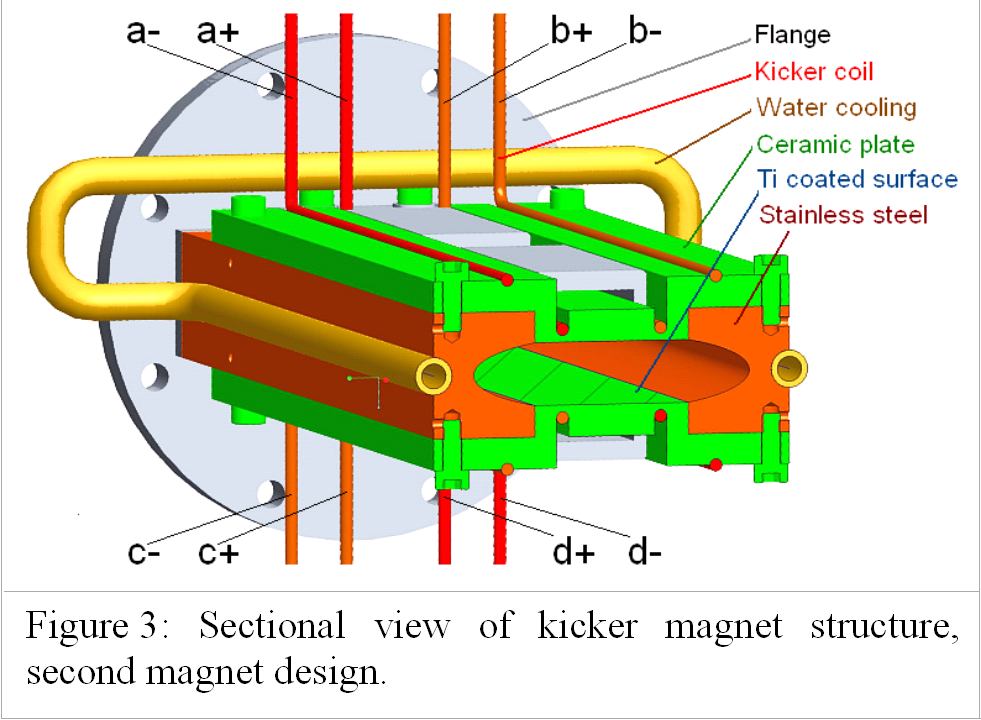 a- a+ b+ b- Flange
Kicker coil
Water cooling
Ceramic plate
Ti coated surface
Stainless steel
c- c+ d+ d-
Figure 3: Sectional view of kicker magnet structure,
second magnet design.